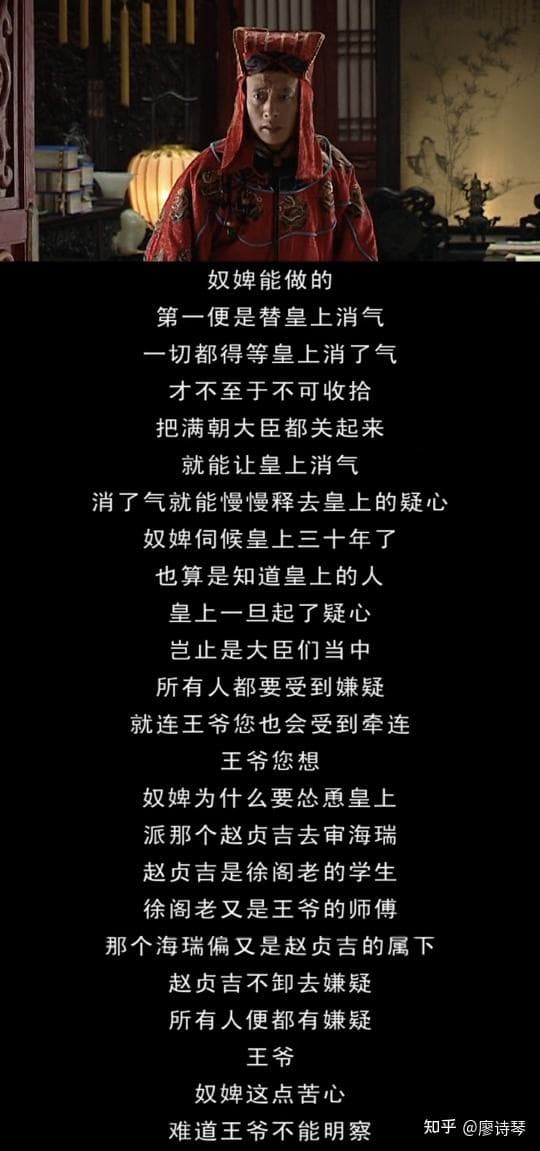 奴婢能做的
第一便是替皇上消气
一切都得等皇上消了气
才不至于不可收拾
把满朝大臣都关起来
就能让皇上消气
消了气就能慢慢释去皇上的疑心
奴婢伺候皇上三十年了
也算是知道皇上的人
皇上一旦起了疑心
岂止是大臣们当中
所有人都要受到嫌疑
就连王爷您也会受到牵连
王爷您想
奴婢为什么要怂恿皇上
派那个赵贞吉去审海瑞
赵贞吉是徐阁老的学生
徐阁老又是王爷的师傅
那个海瑞偏又是赵贞吉的属下
赵贞吉不卸去嫌疑
所有人便都有嫌疑
王爷
奴婢这点苦心
难道王爷不能明察
知乎 @廖诗琴